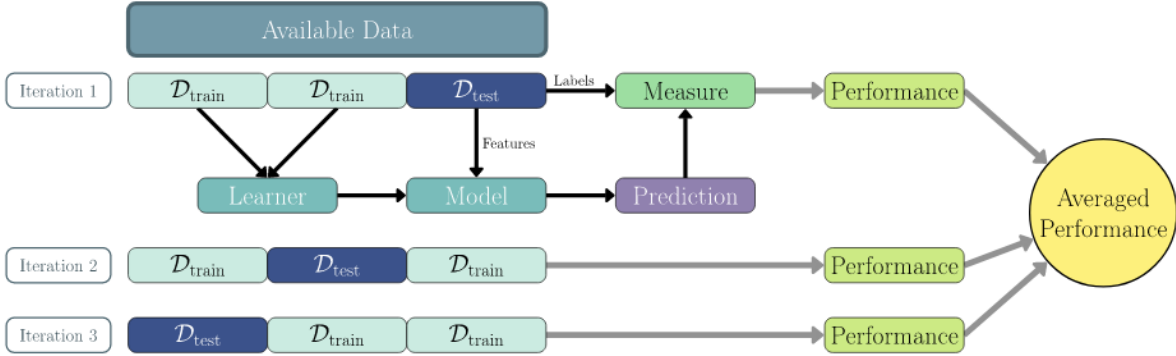 Available Data
Iteration 1
𝒟train
𝒟train
𝒟test
Labels
Measure
Performance
Features
Learner
Model
Prediction
Averaged
Performance
Iteration 2
𝒟train
𝒟test
𝒟train
Performance
Iteration 3
𝒟test
𝒟train
𝒟train
Performance